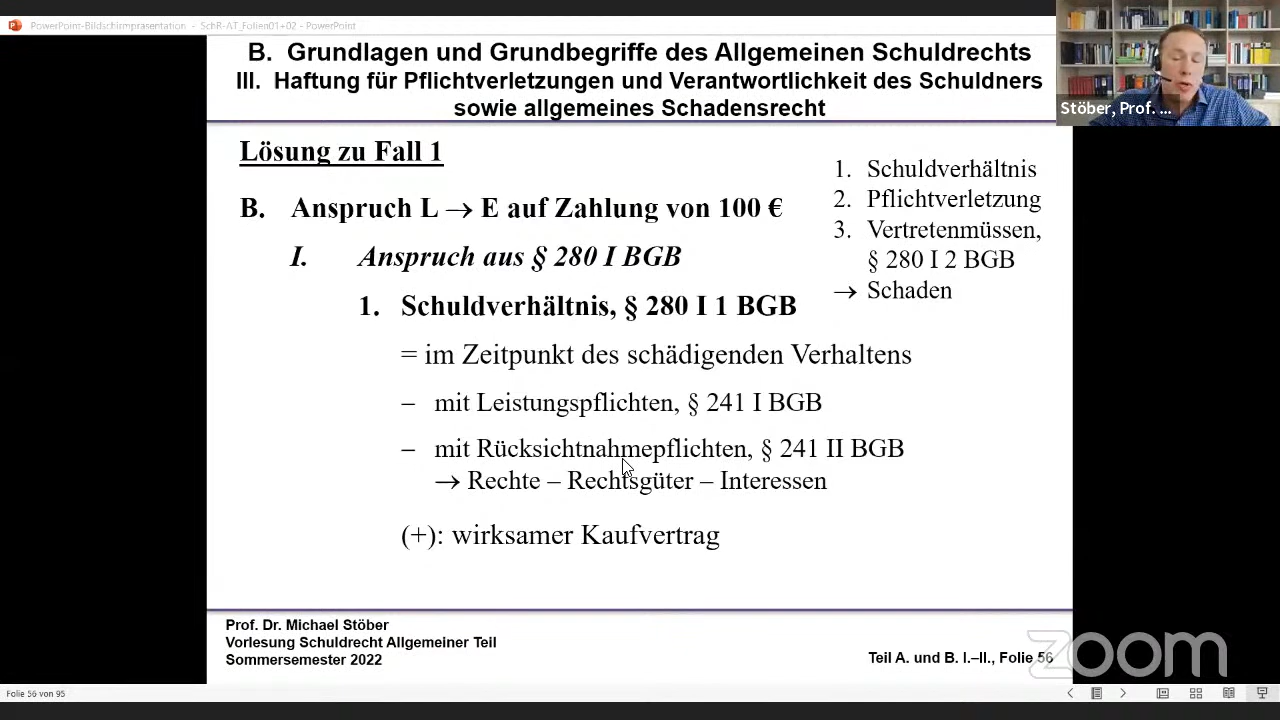 PowerPoint-Bildschirmpräsentation - SchR-AT_Folien01+02 - PowerPoint
B. Grundlagen und Grundbegriffe des Allgemeinen Schuldrechts
III. Haftung für Pflichtverletzungen und Verantwortlichkeit des Schuldners
sowie allgemeines Schadensrecht
Stöber, Prof. ...
Lösung zu Fall 1
B. Anspruch L → E auf Zahlung von 100 €
I. Anspruch aus § 280 I BGB
1. Schuldverhältnis, § 280 I 1 BGB
= im Zeitpunkt des schädigenden Verhaltens
– mit Leistungspflichten, § 241 I BGB
– mit Rücksichtnahmepflichten, § 241 II BGB
→ Rechte – Rechtsgüter – Interessen
(+): wirksamer Kaufvertrag
1. Schuldverhältnis
2. Pflichtverletzung
3. Vertretenmüssen,
§ 280 I 2 BGB
→ Schaden
Prof. Dr. Michael Stöber
Vorlesung Schuldrecht Allgemeiner Teil
Sommersemester 2022
Teil A. und B. I.–II., Folie 56
zoom
Folie 56 von 95